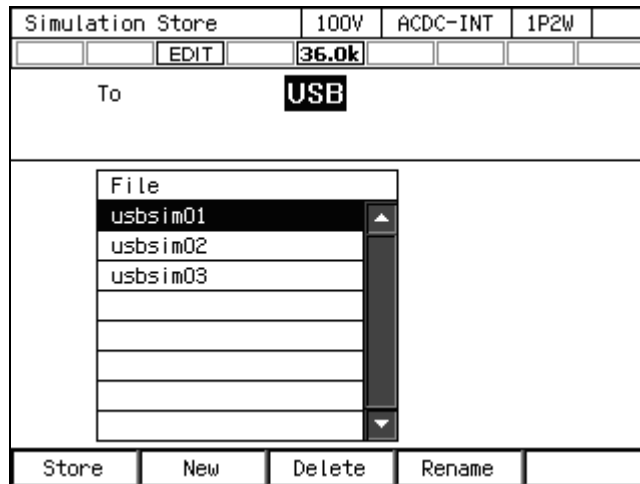 Simulation Store 100V ACDC-INT 1P2W
EDIT 36.0k
To USB
File
usbsim01
usbsim02
usbsim03
Store New Delete Rename